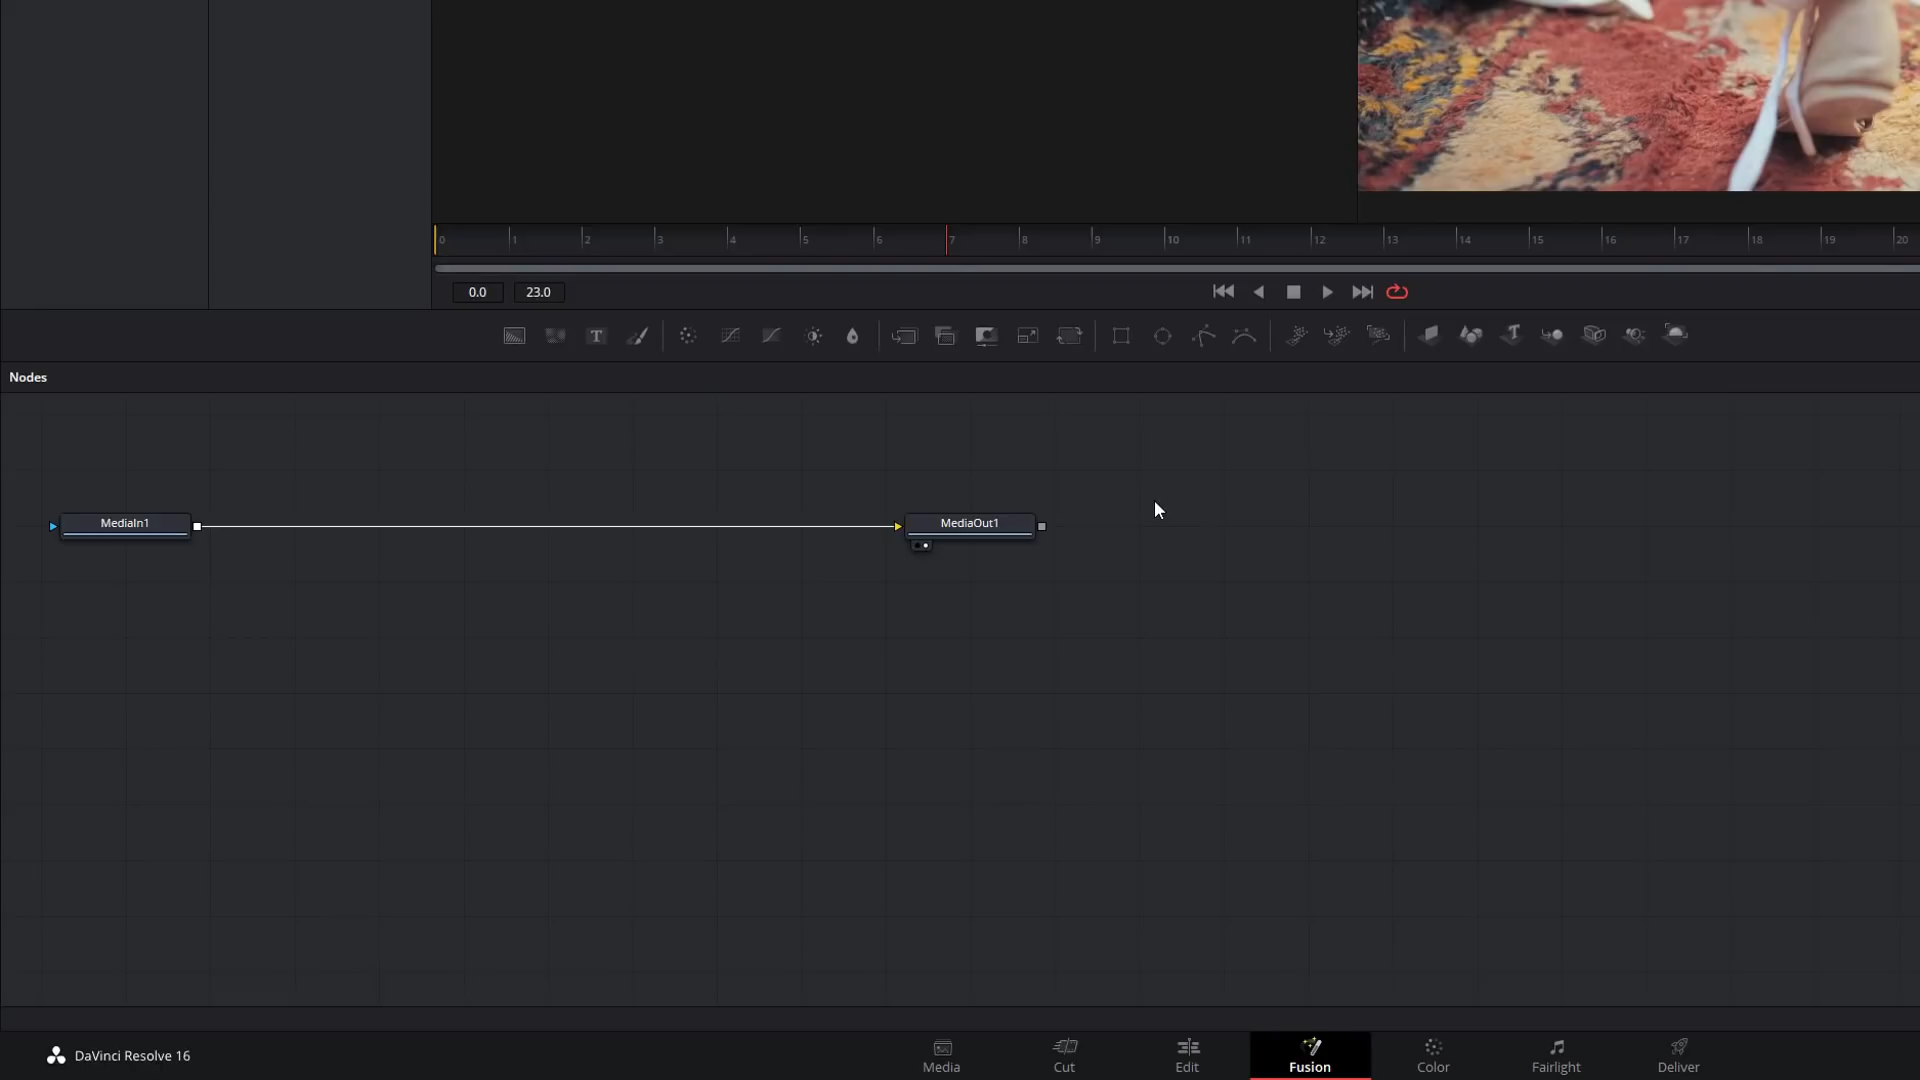 0 1 2 3 4 5 6 7 8 9 10 11 12 13 14 15 16 17 18 19 20
0.0 23.0
T
Nodes
MediaIn1 MediaOut1
DaVinci Resolve 16 Media Cut Edit Fusion Color Fairlight Deliver